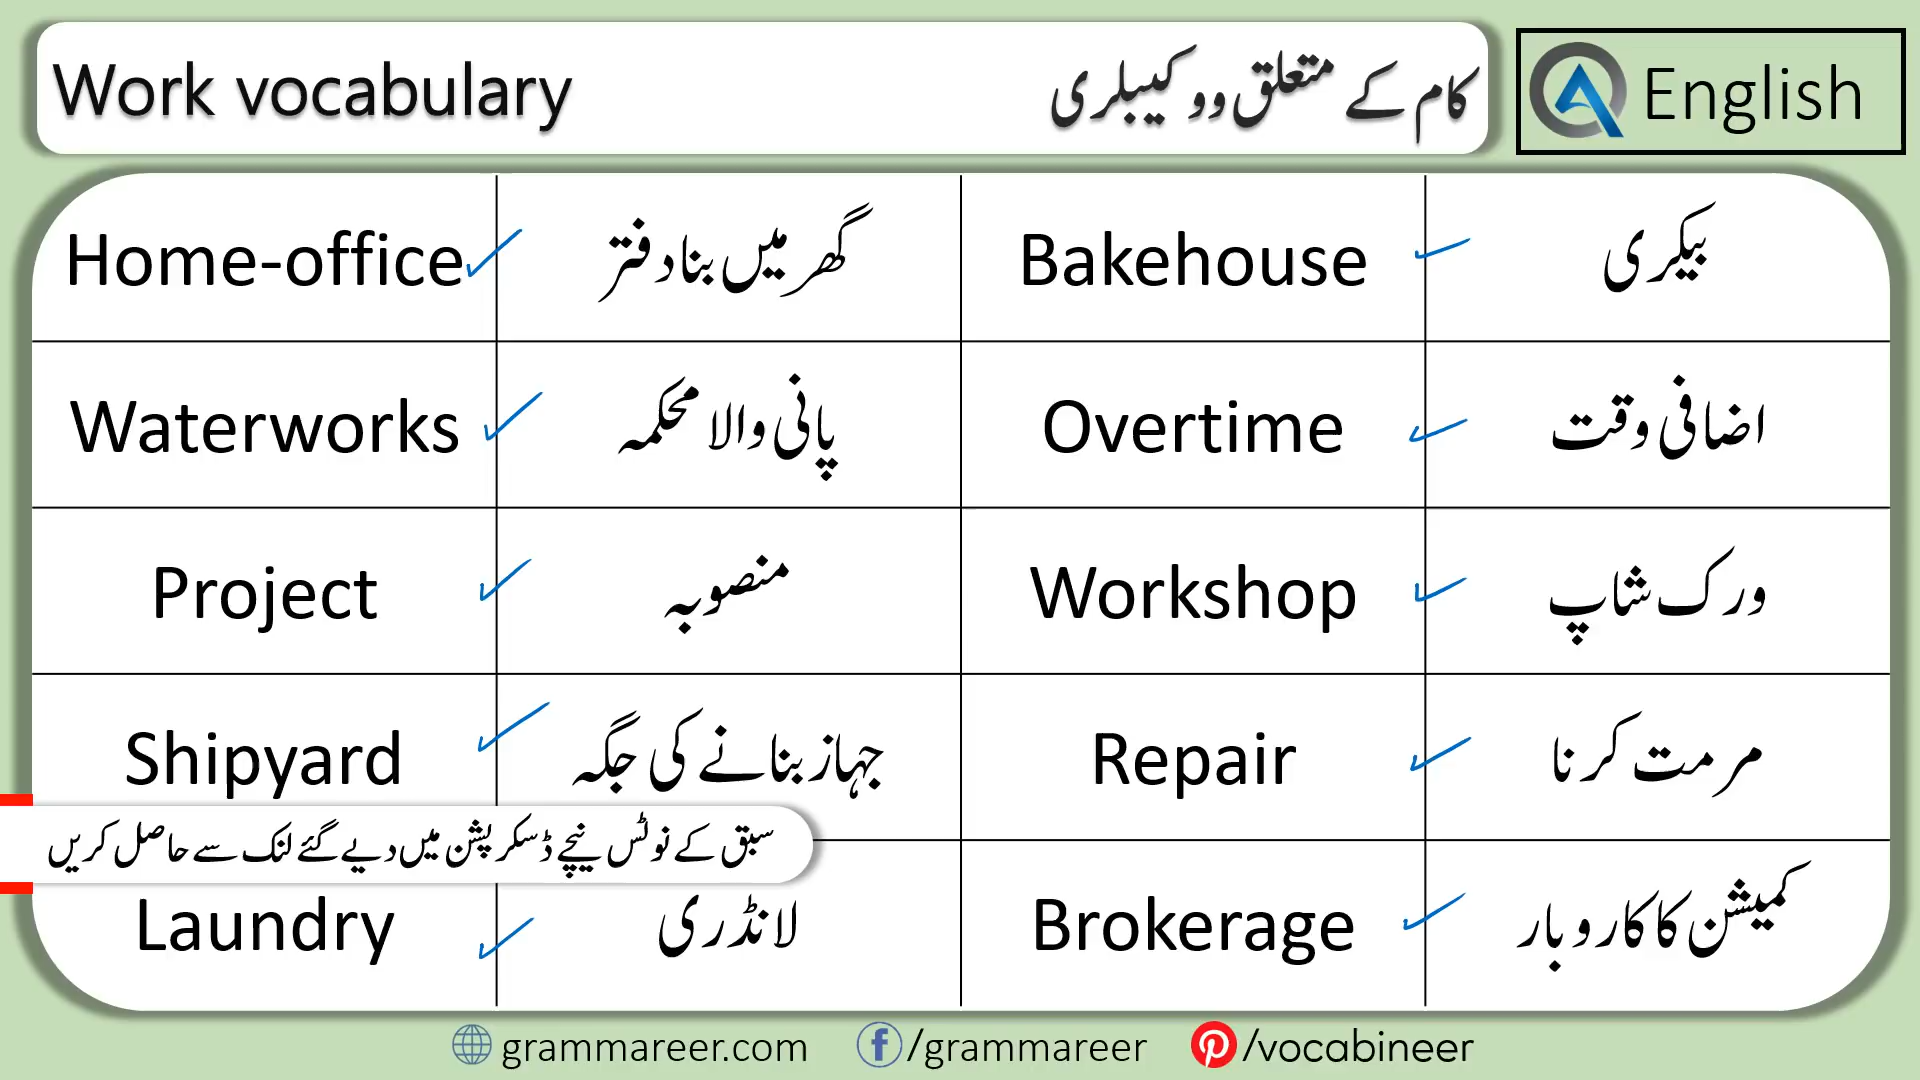 Work vocabulary کام کے متعلق ووکیبلری
English
Home-office گھر میں بنا دفتر Bakehouse بیکری
Waterworks پانی والا محکمہ Overtime اضافی وقت
Project منصوبہ Workshop ورک شاپ
Shipyard جہاز بنانے کی جگہ Repair مرمت کرنا
سبق کے نوٹس نیچے ڈسکرپشن میں دیے گئے لنک سے حاصل کریں
Laundry لانڈری Brokerage کمیشن کا کاروبار
grammareer.com /grammareer /vocabineer